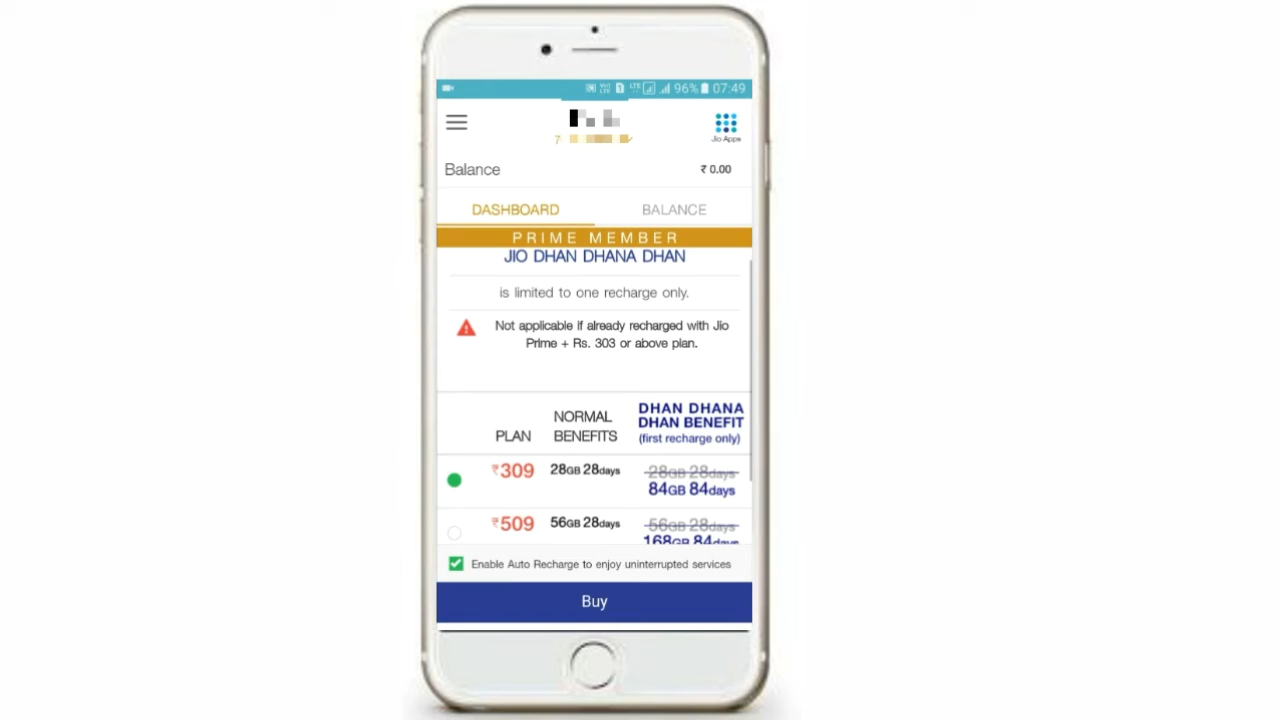 VoLTE LTE 96% 07:49
Jio Apps
Balance ₹ 0.00
DASHBOARD BALANCE
PRIME MEMBER
JIO DHAN DHANA DHAN
is limited to one recharge only.
Not applicable if already recharged with Jio
Prime + Rs. 303 or above plan.
PLAN NORMAL BENEFITS DHAN DHANA DHAN BENEFIT (first recharge only)
₹309 28GB 28days 28GB 28days
84GB 84days
₹509 56GB 28days 56GB 28days
168GB 84days
Enable Auto Recharge to enjoy uninterrupted services
Buy